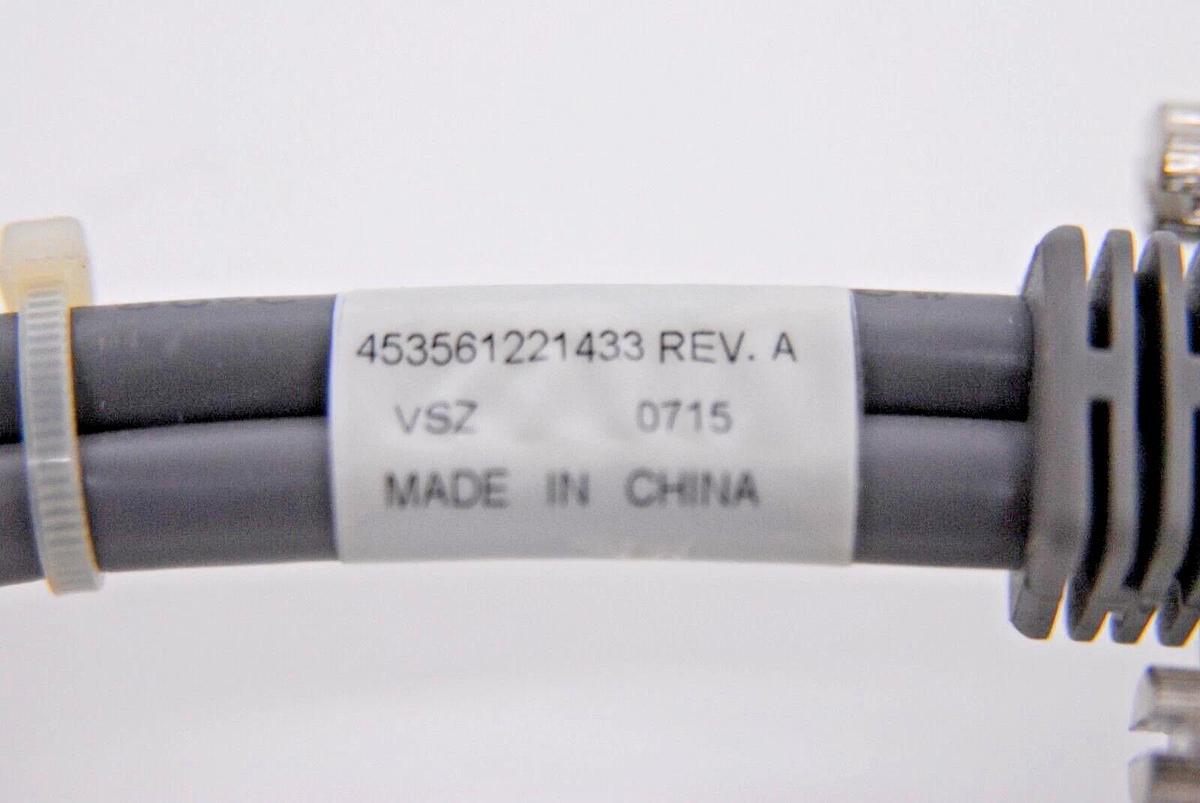 453561221433 REV. A
VSZ 0715
MADE IN CHINA